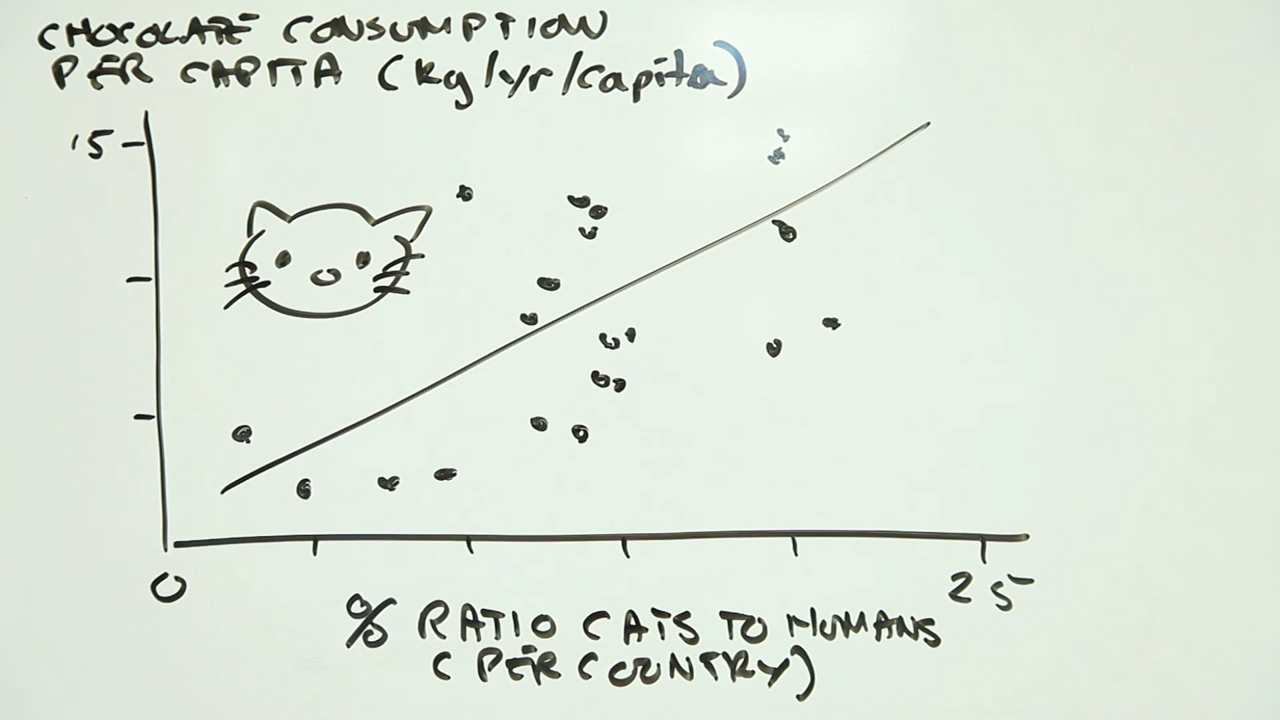 CHOCOLATE CONSUMPTION
PER CAPITA (kg/yr/capita)
15
0
25
% RATIO CATS TO HUMANS
(PER COUNTRY)